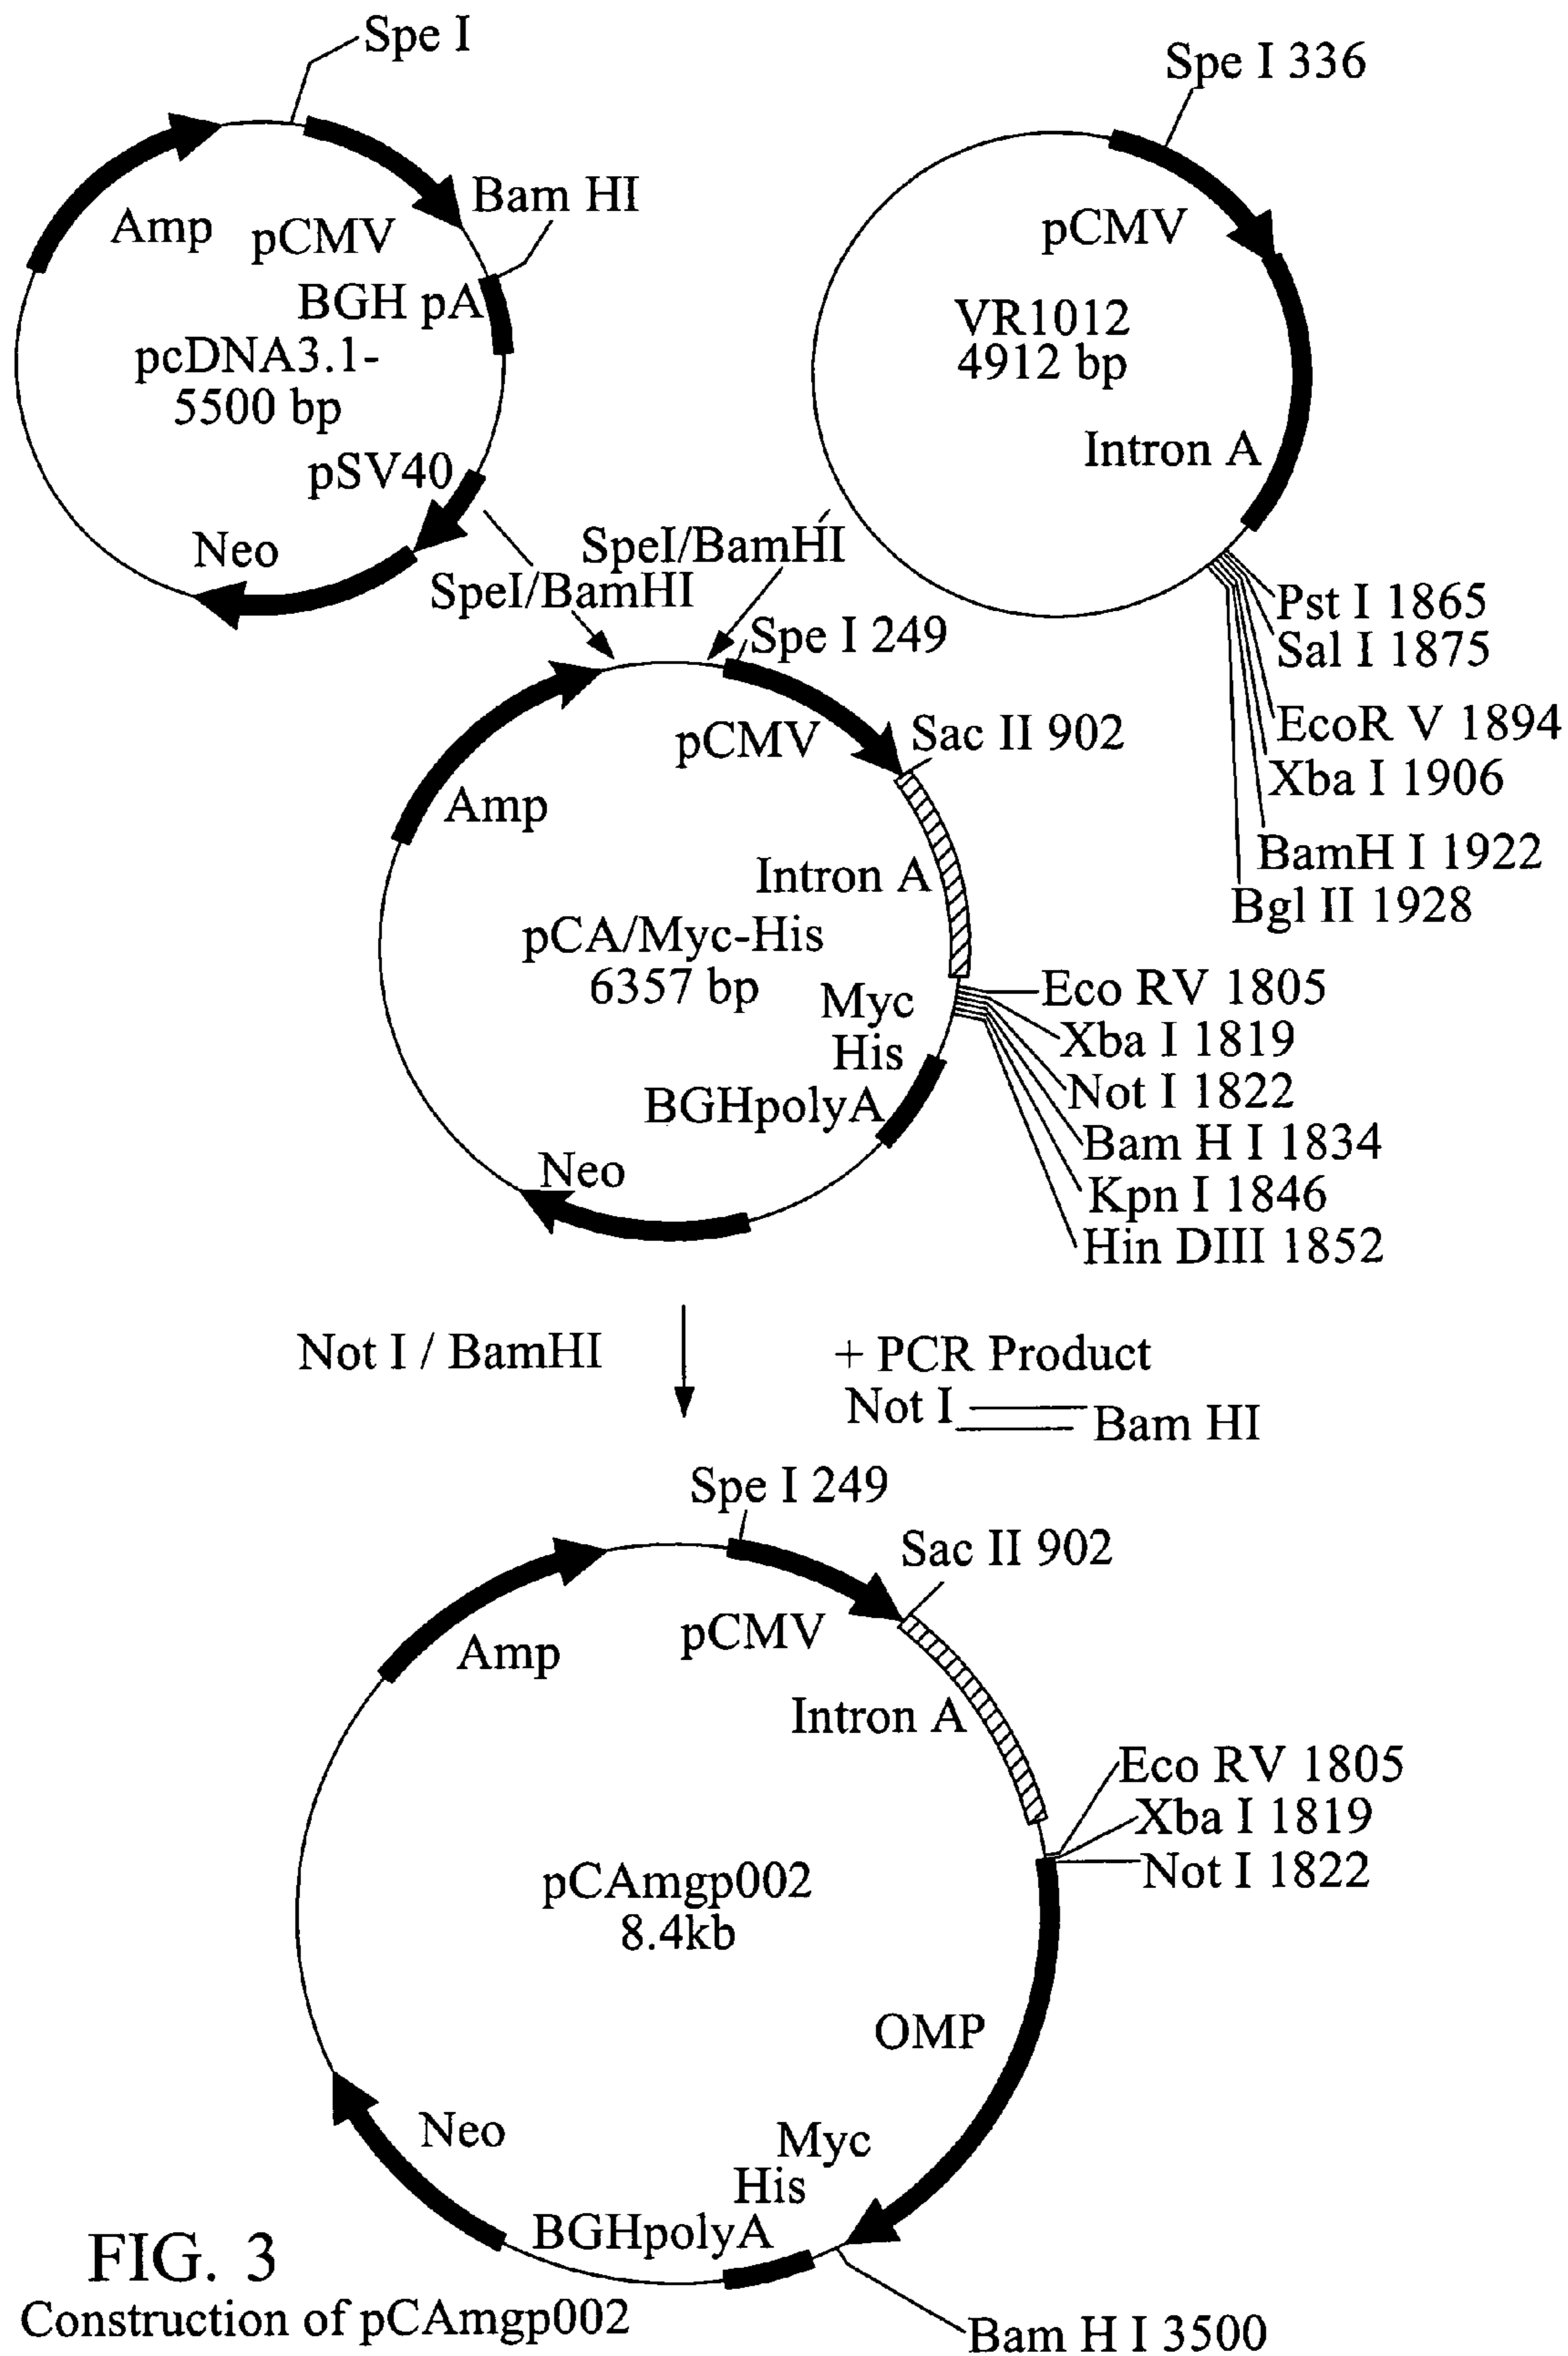 Spe I
Bam HI
Amp
pCMV
BGH pA
pcDNA3.1-
5500 bp
pSV40
Neo
SpeI/BamHI
Spe I 336
pCMV
VR1012
4912 bp
Intron A
SpeI/BamHI
Pst I 1865
Sal I 1875
EcoR V 1894
Xba I 1906
BamH I 1922
Bgl II 1928
Spe I 249
pCMV
Sac II 902
Amp
Intron A
pCA/Myc-His
6357 bp
Myc
His
BGHpolyA
Neo
Eco RV 1805
Xba I 1819
Not I 1822
Bam H I 1834
Kpn I 1846
Hin DIII 1852
Not I / BamHI
+ PCR Product
Not I
Bam HI
Spe I 249
Sac II 902
pCMV
Amp
Intron A
Eco RV 1805
Xba I 1819
Not I 1822
pCAmgp002
8.4kb
OMP
Myc
His
BGHpolyA
Neo
Bam H I 3500
FIG. 3
Construction of pCAmgp002